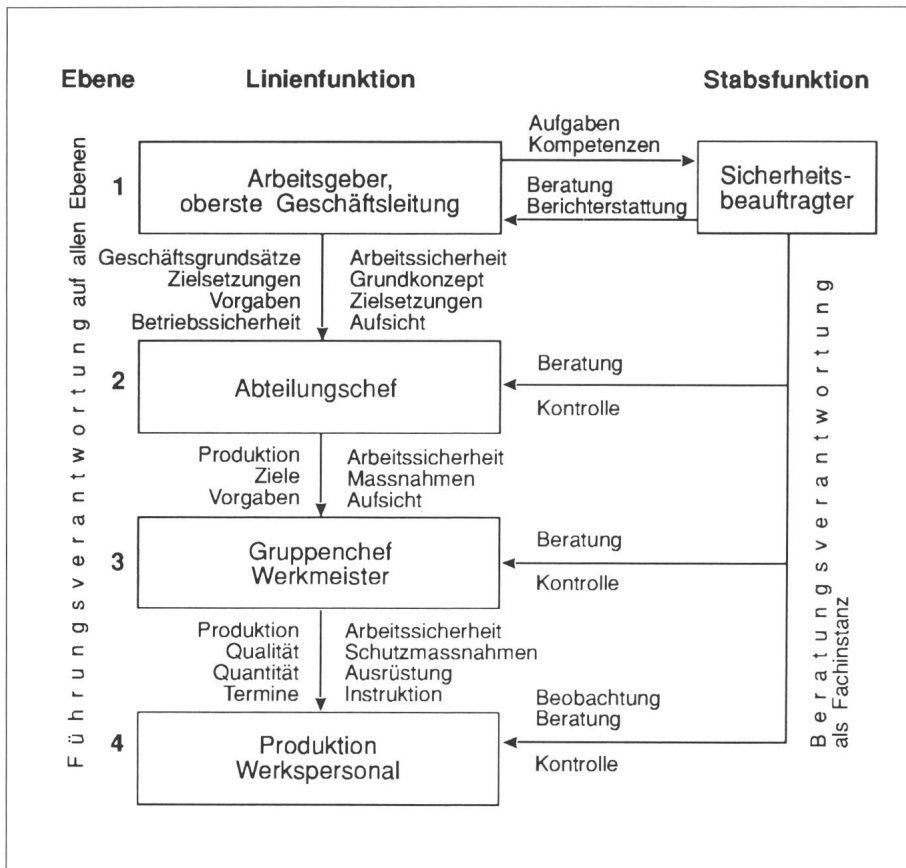 Ebene
Linienfunktion
Stabsfunktion
Führungsverantwortung auf allen Ebenen
1
Arbeitsgeber,
oberste Geschäftsleitung
Aufgaben
Kompetenzen
Beratung
Berichterstattung
Sicherheits-
beauftragter
Geschäftsgrundsätze
Zielsetzungen
Vorgaben
Betriebssicherheit
Arbeitssicherheit
Grundkonzept
Zielsetzungen
Aufsicht
2
Abteilungschef
Beratung
Kontrolle
Produktion
Ziele
Vorgaben
Arbeitssicherheit
Massnahmen
Aufsicht
3
Gruppenchef
Werkmeister
Beratung
Kontrolle
Produktion
Qualität
Quantität
Termine
Arbeitssicherheit
Schutzmassnahmen
Ausrüstung
Instruktion
4
Produktion
Werkspersonal
Beobachtung
Beratung
Kontrolle
Beratungsverantwortung
als Fachinstanz